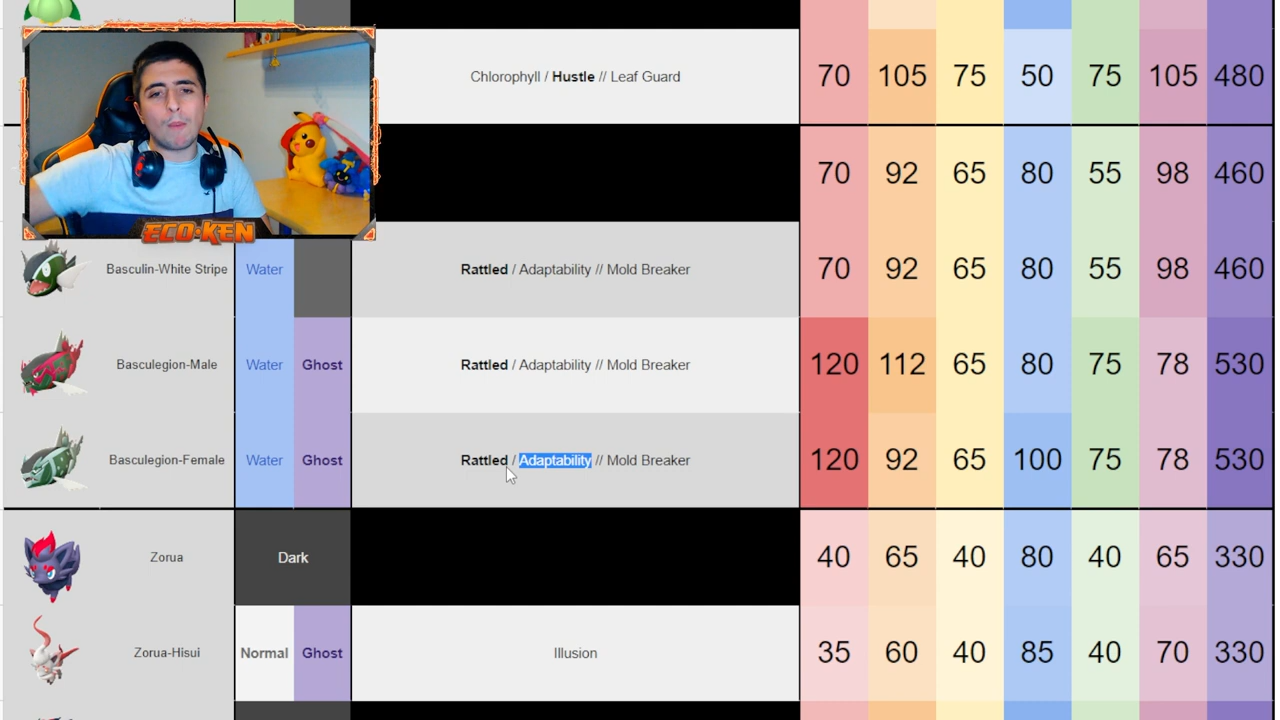 Chlorophyll / Hustle // Leaf Guard 70 105 75 50 75 105 480
70 92 65 80 55 98 460
ECO-KEN
Basculin-White Stripe Water Rattled / Adaptability // Mold Breaker 70 92 65 80 55 98 460
Basculegion-Male Water Ghost Rattled / Adaptability // Mold Breaker 120 112 65 80 75 78 530
Basculegion-Female Water Ghost Rattled / Adaptability // Mold Breaker 120 92 65 100 75 78 530
Zorua Dark 40 65 40 80 40 65 330
Zorua-Hisui Normal Ghost Illusion 35 60 40 85 40 70 330